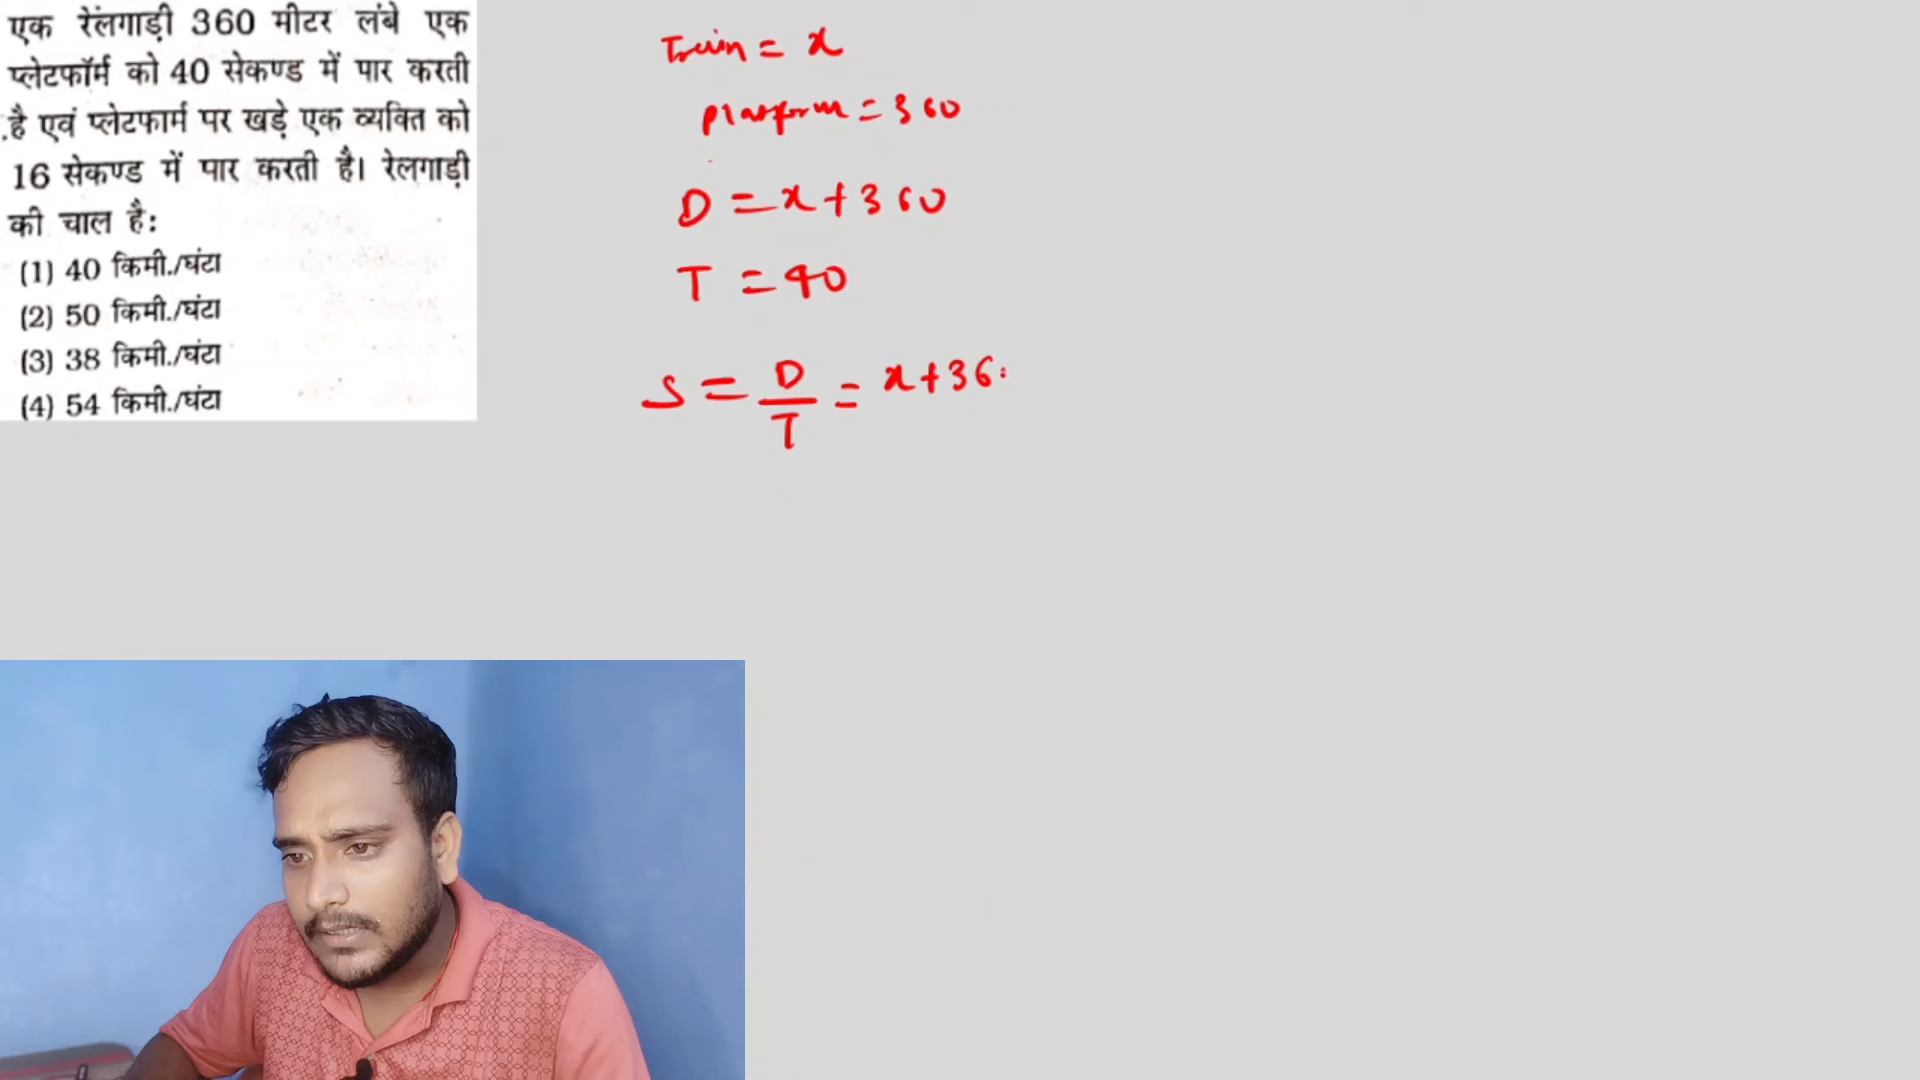 एक रेलगाड़ी 360 मीटर लंबे एक
प्लेटफॉर्म को 40 सेकण्ड में पार करती
है एवं प्लेटफार्म पर खड़े एक व्यक्ति को
16 सेकण्ड में पार करती है। रेलगाड़ी
की चाल है:
(1) 40 किमी./घंटा
(2) 50 किमी./घंटा
(3) 38 किमी./घंटा
(4) 54 किमी./घंटा
Train = x
Platform = 360
D = x + 360
T = 40
S = D/T = x + 36